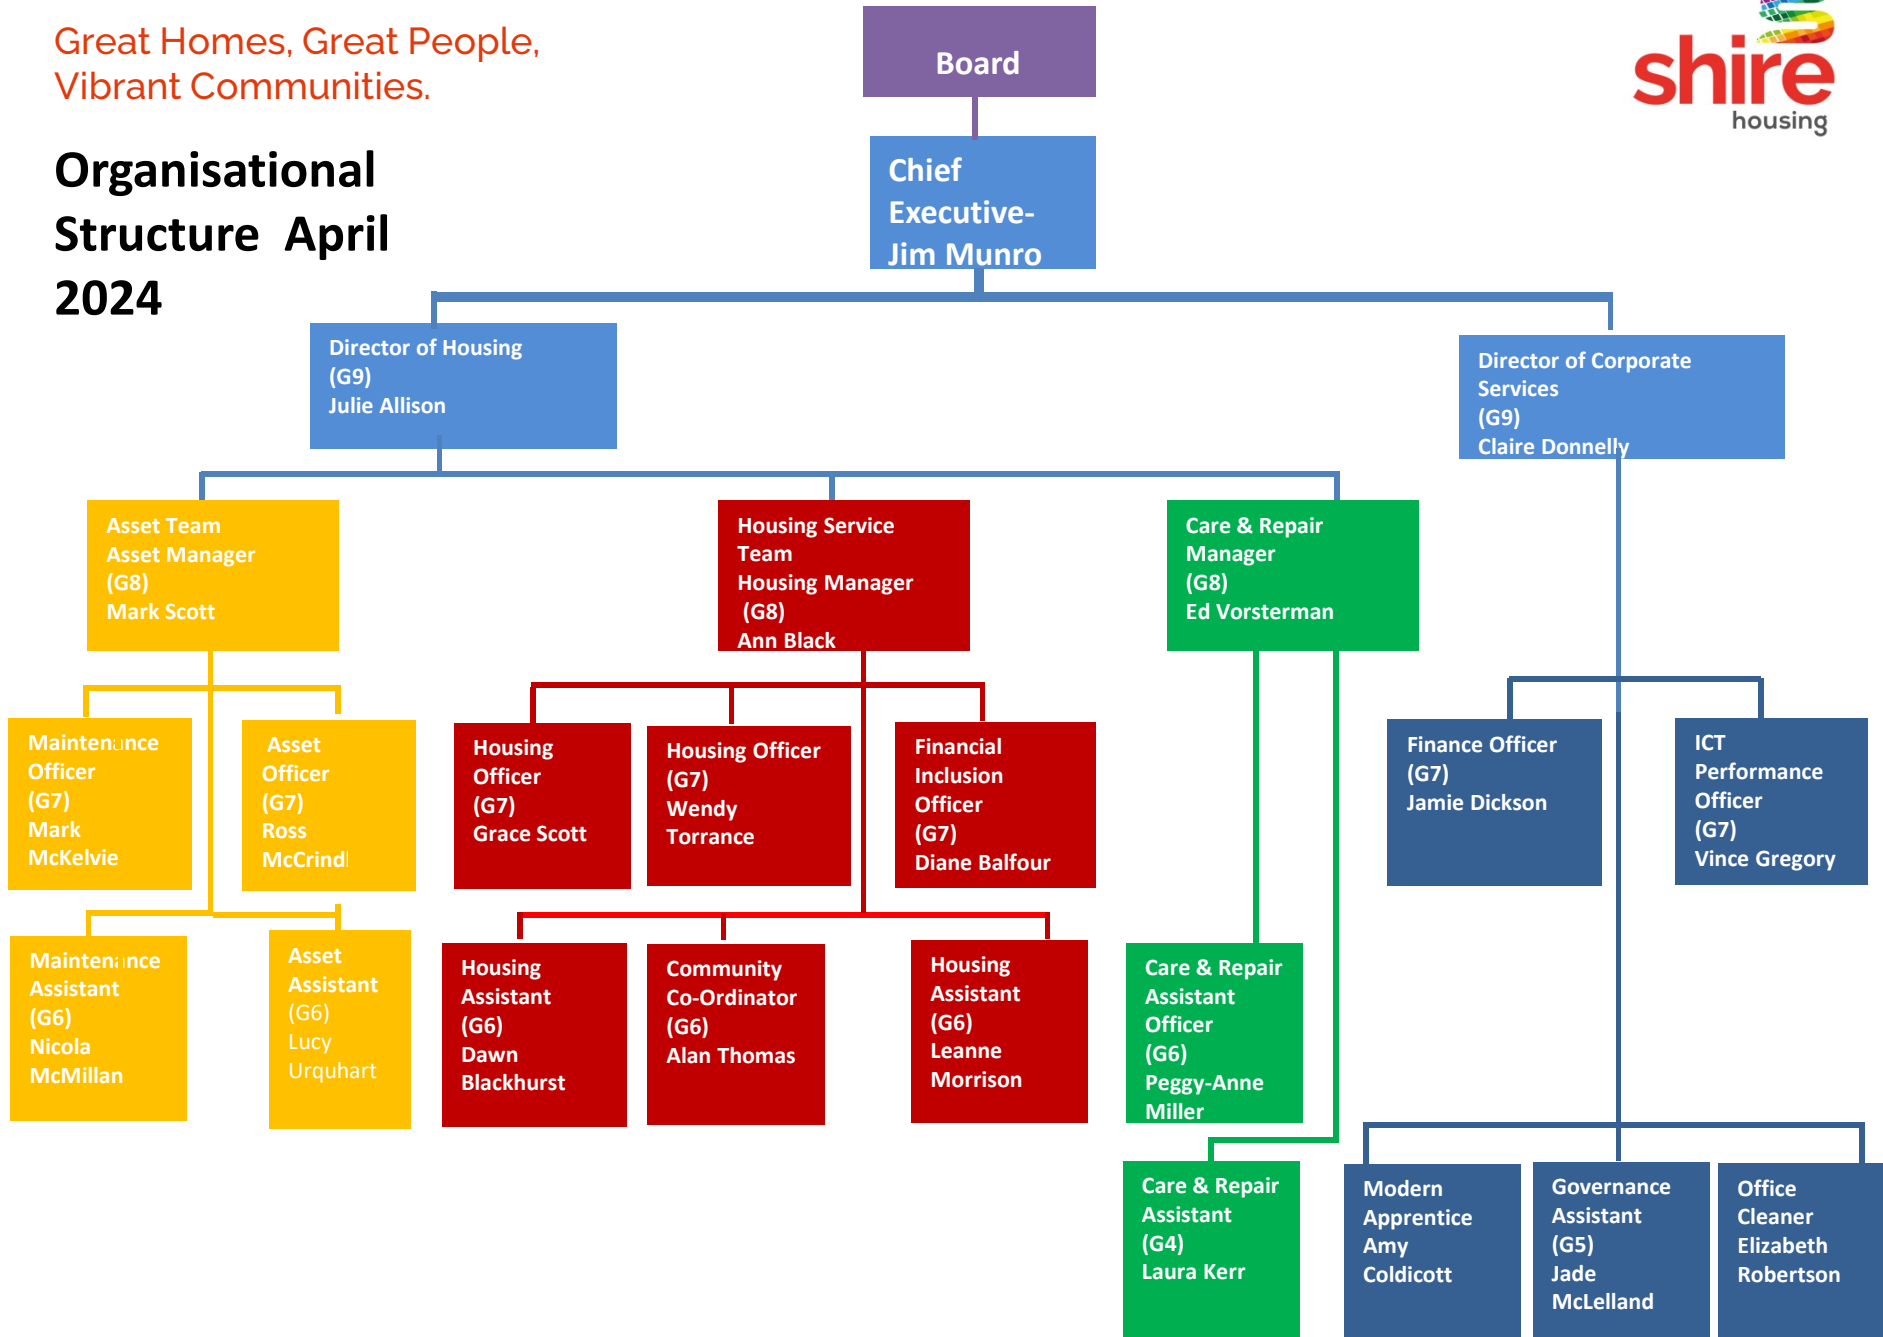 Great Homes, Great People,
Vibrant Communities.
Organisational
Structure April
2024
shire
housing
Board
Chief
Executive-
Jim Munro
Director of Housing
(G9)
Julie Allison
Director of Corporate
Services
(G9)
Claire Donnelly
Asset Team
Asset Manager
(G8)
Mark Scott
Housing Service
Team
Housing Manager
(G8)
Ann Black
Care & Repair
Manager
(G8)
Ed Vorsterman
Maintenance
Officer
(G7)
Mark
McKelvie
Asset
Officer
(G7)
Ross
McCrindl
Housing
Officer
(G7)
Grace Scott
Housing Officer
(G7)
Wendy
Torrance
Financial
Inclusion
Officer
(G7)
Diane Balfour
Finance Officer
(G7)
Jamie Dickson
ICT
Performance
Officer
(G7)
Vince Gregory
Maintenance
Assistant
(G6)
Nicola
McMillan
Asset
Assistant
(G6)
Lucy
Urquhart
Housing
Assistant
(G6)
Dawn
Blackhurst
Community
Co-Ordinator
(G6)
Alan Thomas
Housing
Assistant
(G6)
Leanne
Morrison
Care & Repair
Assistant
Officer
(G6)
Peggy-Anne
Miller
Care & Repair
Assistant
(G4)
Laura Kerr
Modern
Apprentice
Amy
Coldicott
Governance
Assistant
(G5)
Jade
McLelland
Office
Cleaner
Elizabeth
Robertson